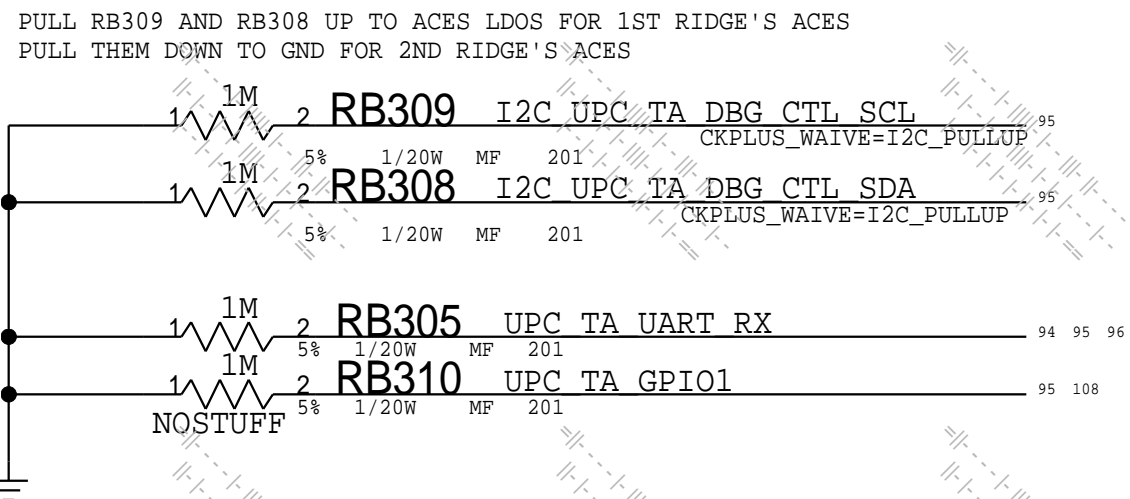 PULL RB309 AND RB308 UP TO ACES LDOS FOR 1ST RIDGE'S ACES
PULL THEM DOWN TO GND FOR 2ND RIDGE'S ACES
1M
1 2 RB309 I2C_UPC_TA_DBG_CTL_SCL 95
CKPLUS_WAIVE=I2C_PULLUP
5% 1/20W MF 201
1M
1 2 RB308 I2C_UPC_TA_DBG_CTL_SDA 95
CKPLUS_WAIVE=I2C_PULLUP
5% 1/20W MF 201
1M
1 2 RB305 UPC_TA_UART_RX 94 95 96
5% 1/20W MF 201
1M
1 2 RB310 UPC_TA_GPIO1 95 108
5% 1/20W MF 201
NOSTUFF